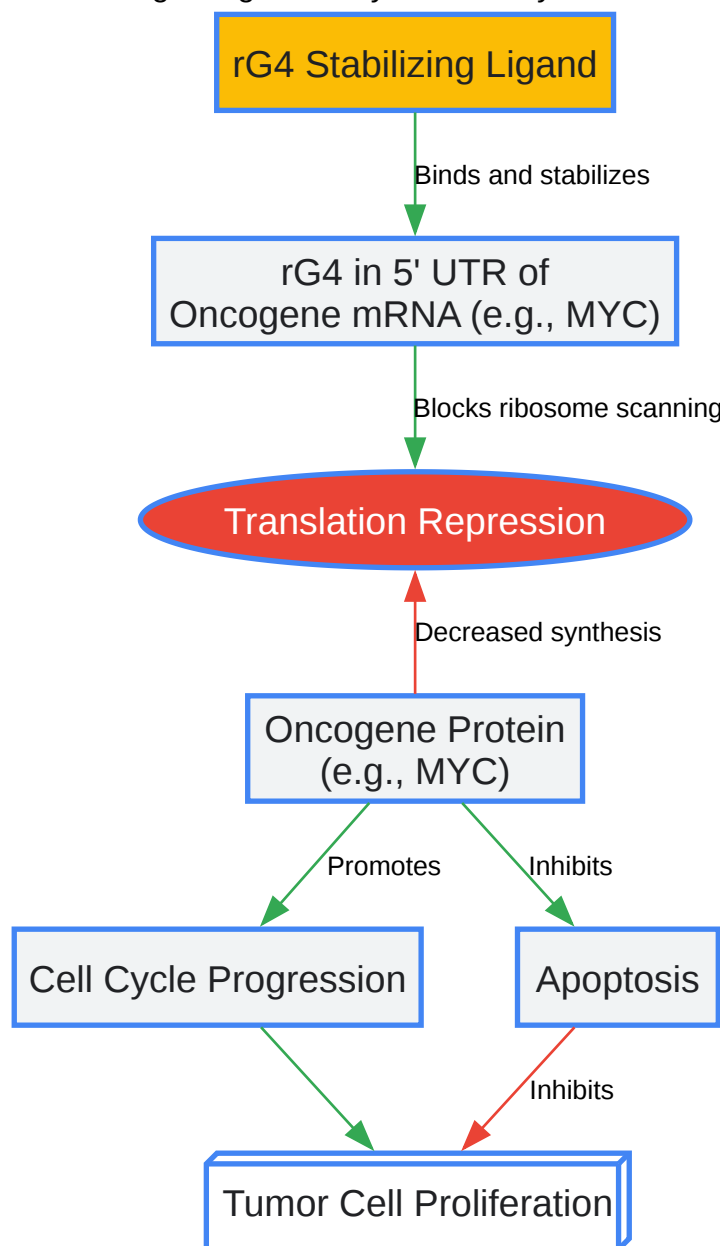 rG4 Stabilizing Ligand
Binds and stabilizes
rG4 in 5' UTR of
Oncogene mRNA (e.g., MYC)
Blocks ribosome scanning
Translation Repression
Decreased synthesis
Oncogene Protein
(e.g., MYC)
Promotes
Inhibits
Cell Cycle Progression
Apoptosis
Inhibits
Tumor Cell Proliferation